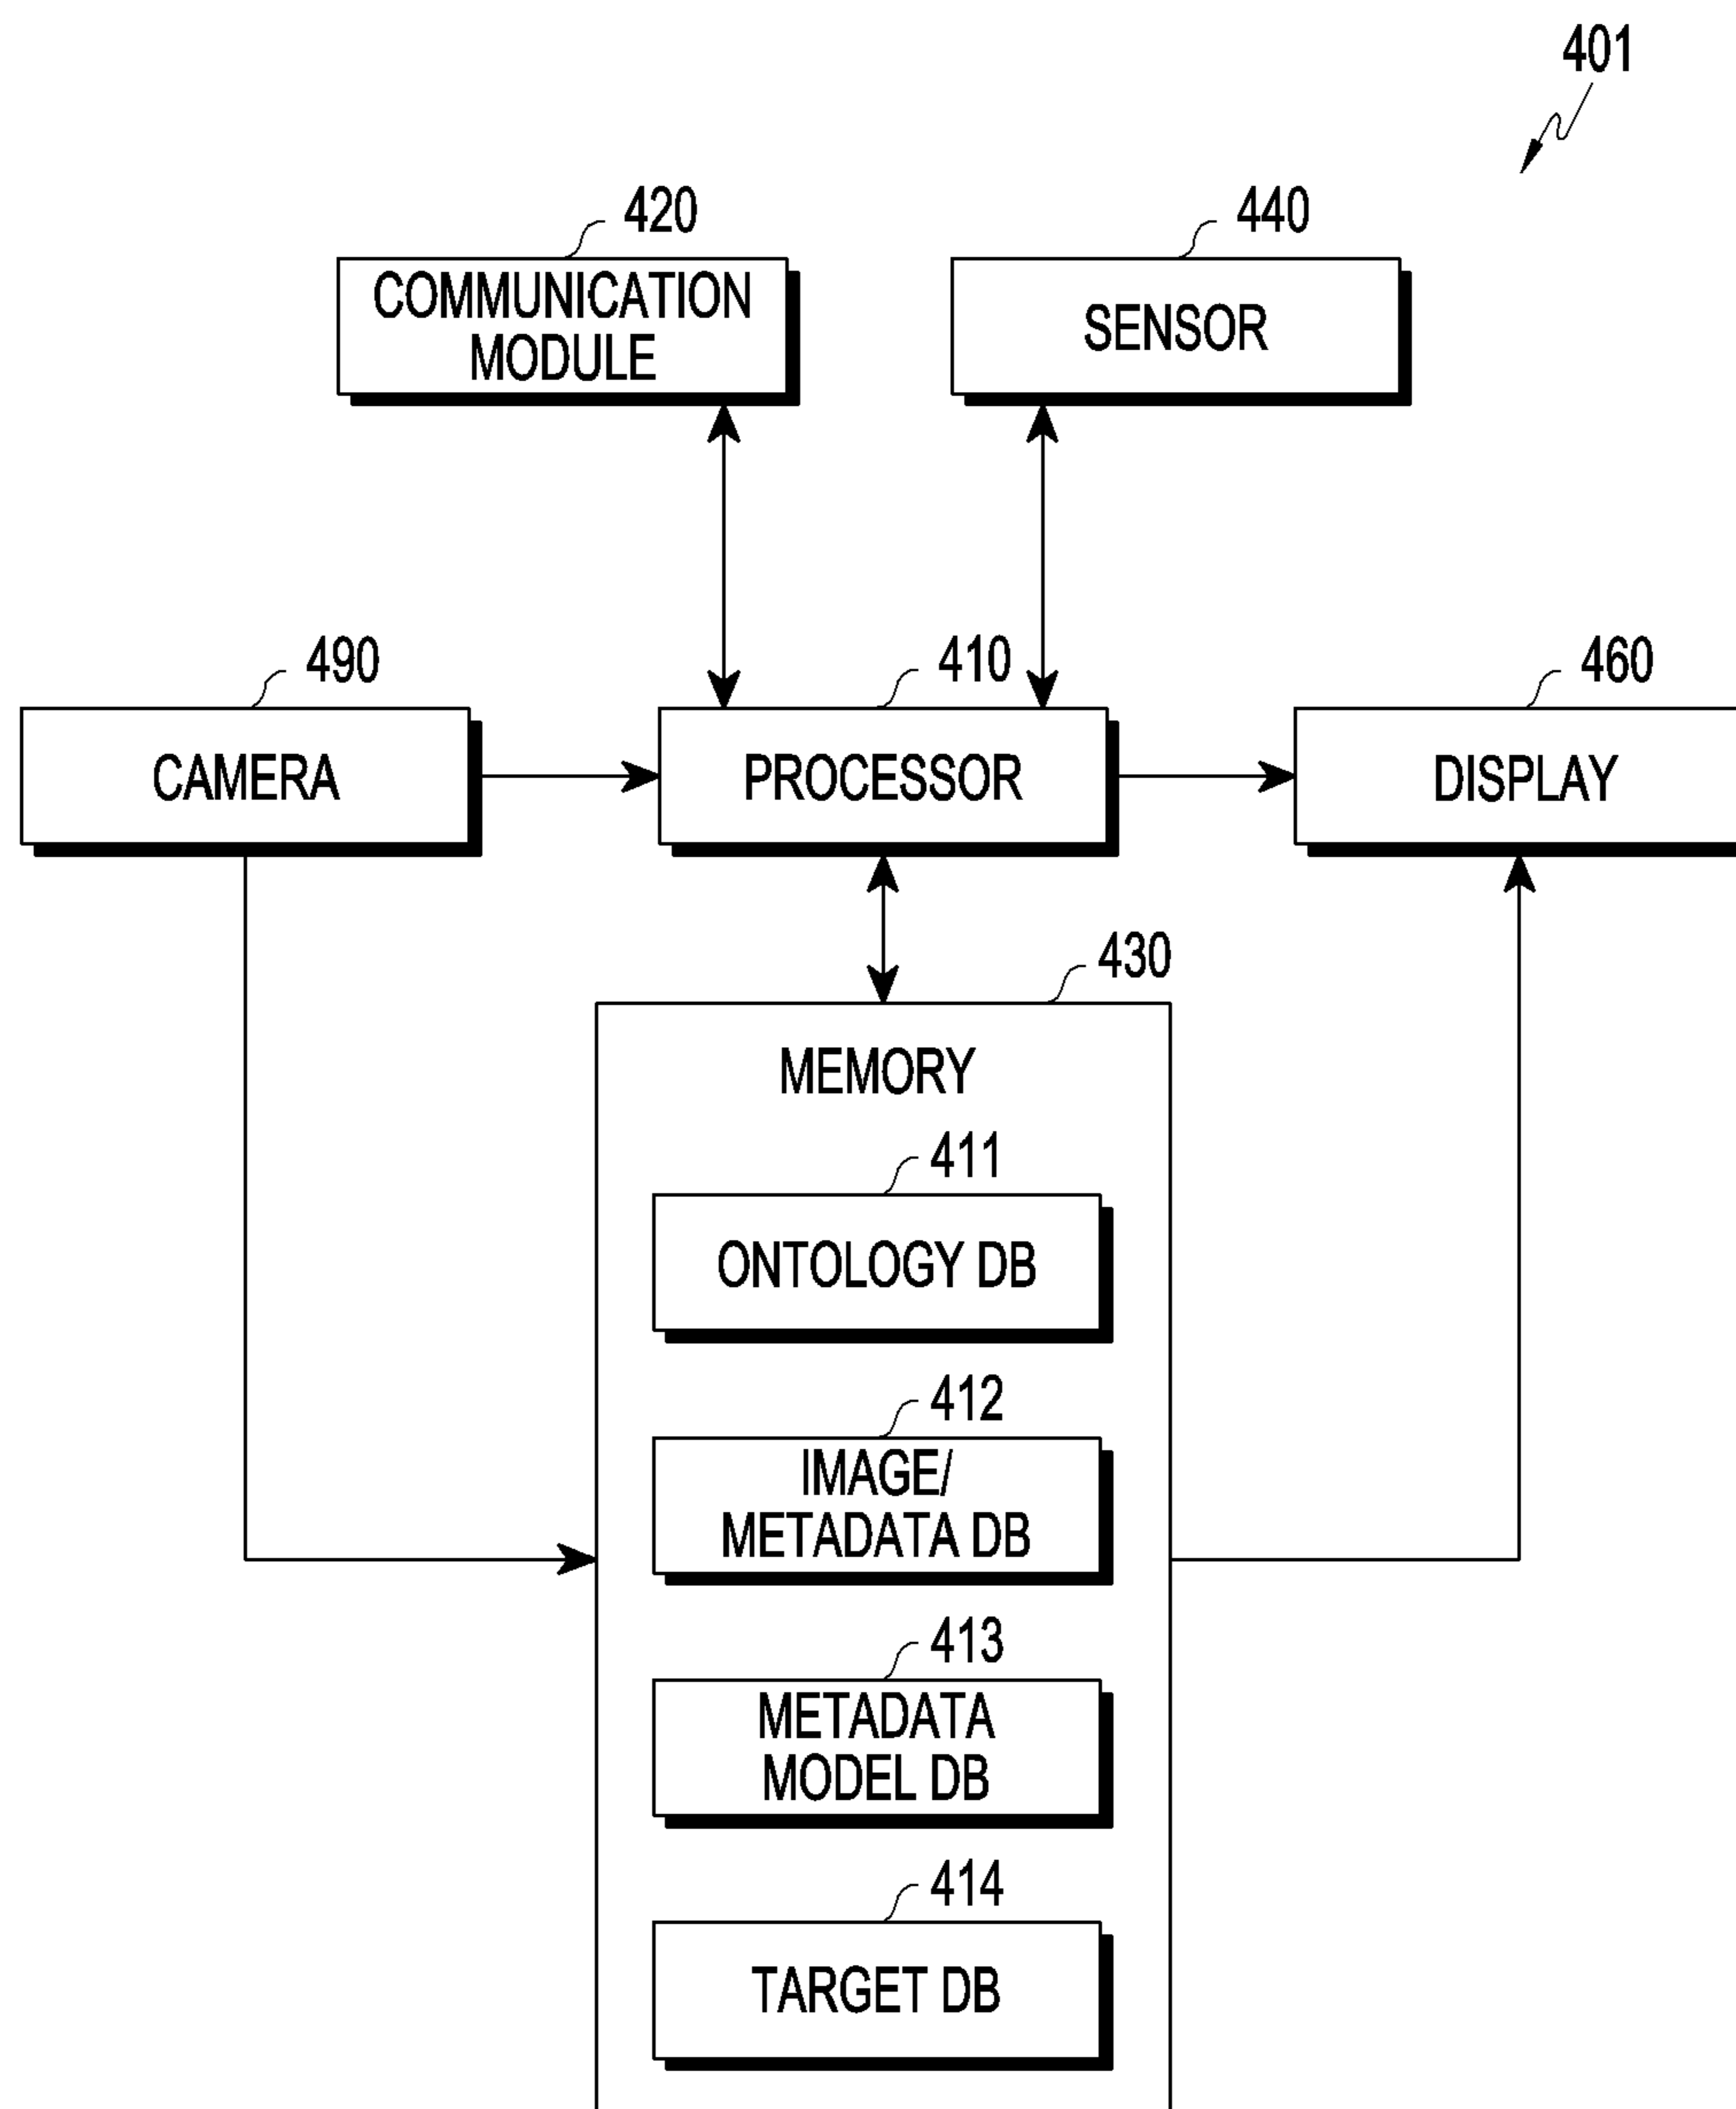 401
420
COMMUNICATION
MODULE
440
SENSOR
490
CAMERA
410
PROCESSOR
460
DISPLAY
430
MEMORY
411
ONTOLOGY DB
412
IMAGE/
METADATA DB
413
METADATA
MODEL DB
414
TARGET DB